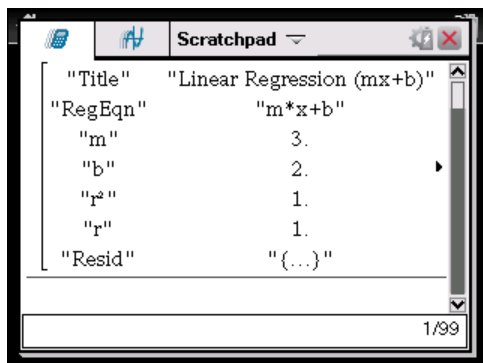 Scratchpad
"Title" "Linear Regression (mx+b)"
"RegEqn" "m*x+b"
"m" 3.
"b" 2.
"r²" 1.
"r" 1.
"Resid" "{...}"
1/99